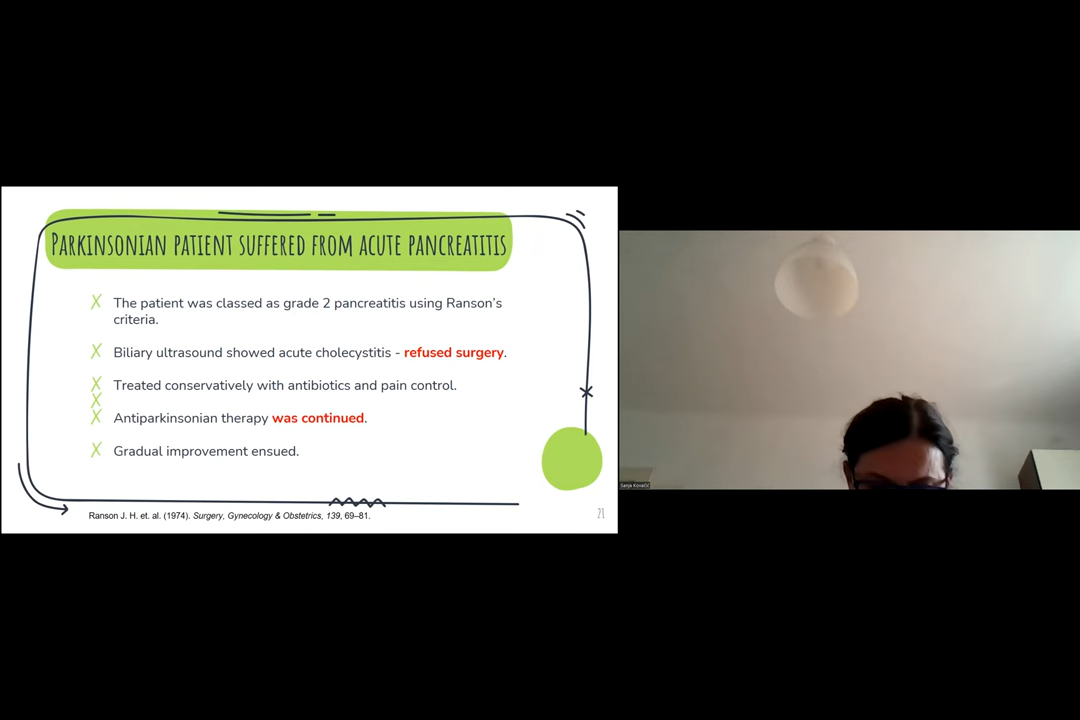 Parkinsonian patient suffered from acute pancreatitis
The patient was classed as grade 2 pancreatitis using Ranson's
criteria.
Biliary ultrasound showed acute cholecystitis - refused surgery.
Treated conservatively with antibiotics and pain control.
Antiparkinsonian therapy was continued.
Gradual improvement ensued.
Ranson J. H. et. al. (1974). Surgery, Gynecology & Obstetrics, 139, 69–81.
21
Sanja Kovačić